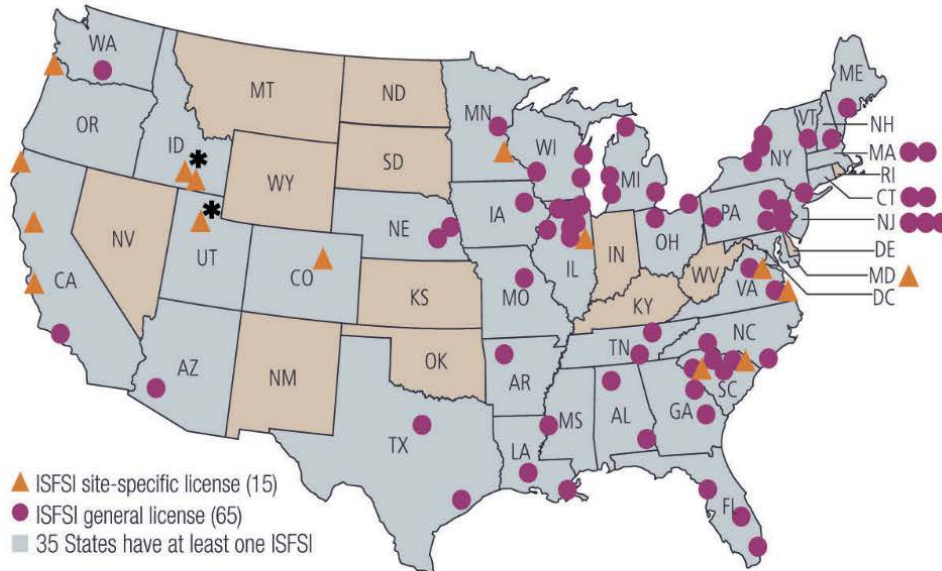 WA
ME
MT
ND
MN
VT
NH
OR
ID
*
WI
NY
MA
SD
MI
RI
WY
CT
IA
PA
NJ
NE
*
NV
OH
DE
UT
IL
IN
MD
CO
WV
VA
DC
CA
KS
MO
KY
NC
TN
OK
AZ
NM
AR
SC
MS
AL
GA
TX
LA
ISFSI site-specific license (15)
ISFSI general license (65)
FL
35 States have at least one ISFSI